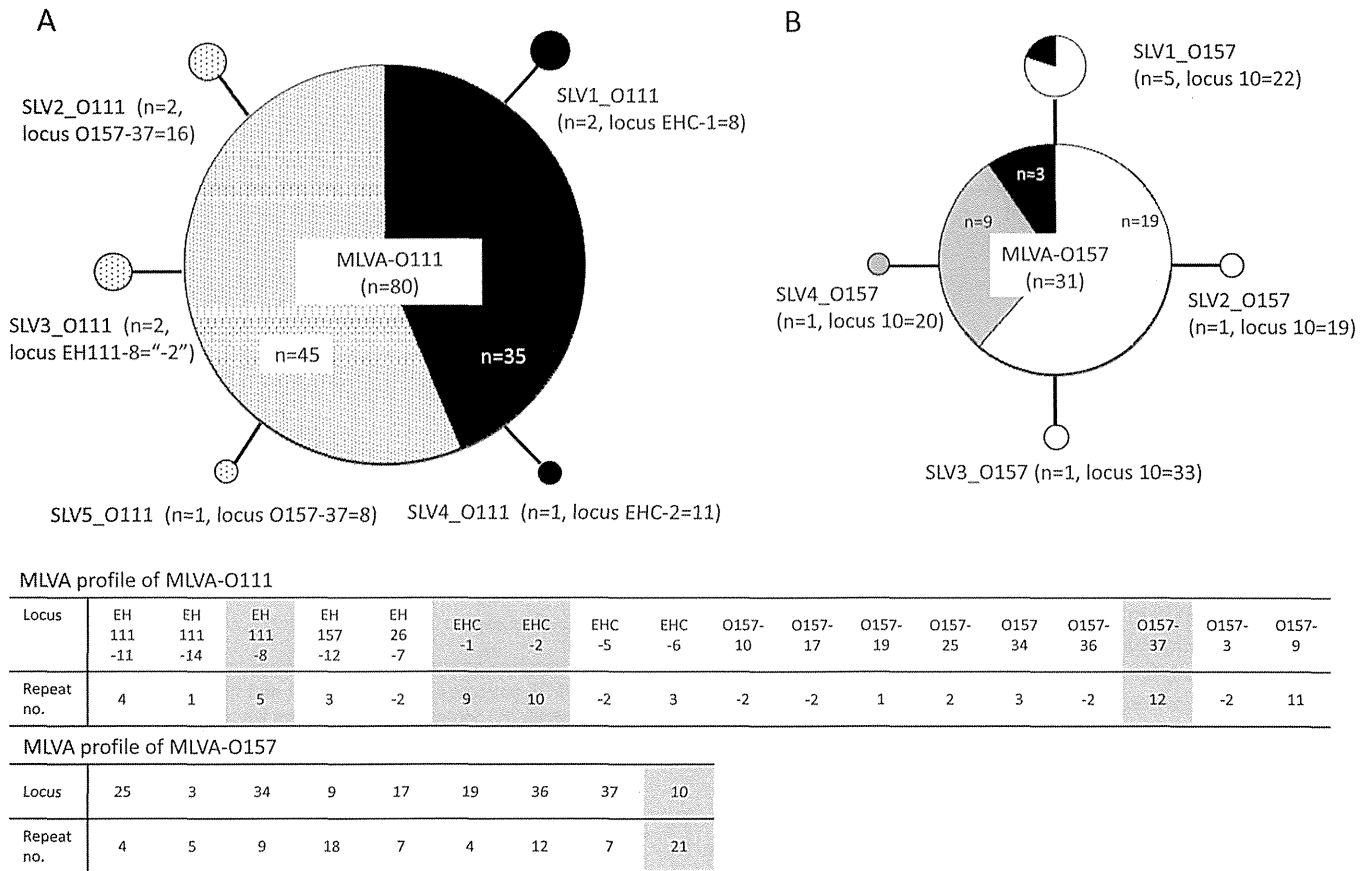 A
B
SLV2_O111 (n=2,
locus O157-37=16)
SLV1_O111
(n=2, locus EHC-1=8)
MLVA-O111
(n=80)
SLV3_O111 (n=2,
locus EH111-8="-2")
n=45
n=35
SLV5_O111 (n=1, locus O157-37=8)
SLV4_O111 (n=1, locus EHC-2=11)
SLV1_O157
(n=5, locus 10=22)
n=3
n=9
n=19
MLVA-O157
(n=31)
SLV4_O157
(n=1, locus 10=20)
SLV2_O157
(n=1, locus 10=19)
SLV3_O157 (n=1, locus 10=33)
MLVA profile of MLVA-O111
Locus EH 111 -11 EH 111 -14 EH 111 -8 EH 157 -12 EH 26 -7 EHC -1 EHC -2 EHC -5 EHC -6 O157- 10 O157- 17 O157- 19 O157- 25 O157 34 O157- 36 O157- 37 O157- 3 O157- 9
Repeat no. 4 1 5 3 -2 9 10 -2 3 -2 -2 1 2 3 -2 12 -2 11
MLVA profile of MLVA-O157
Locus 25 3 34 9 17 19 36 37 10
Repeat no. 4 5 9 18 7 4 12 7 21